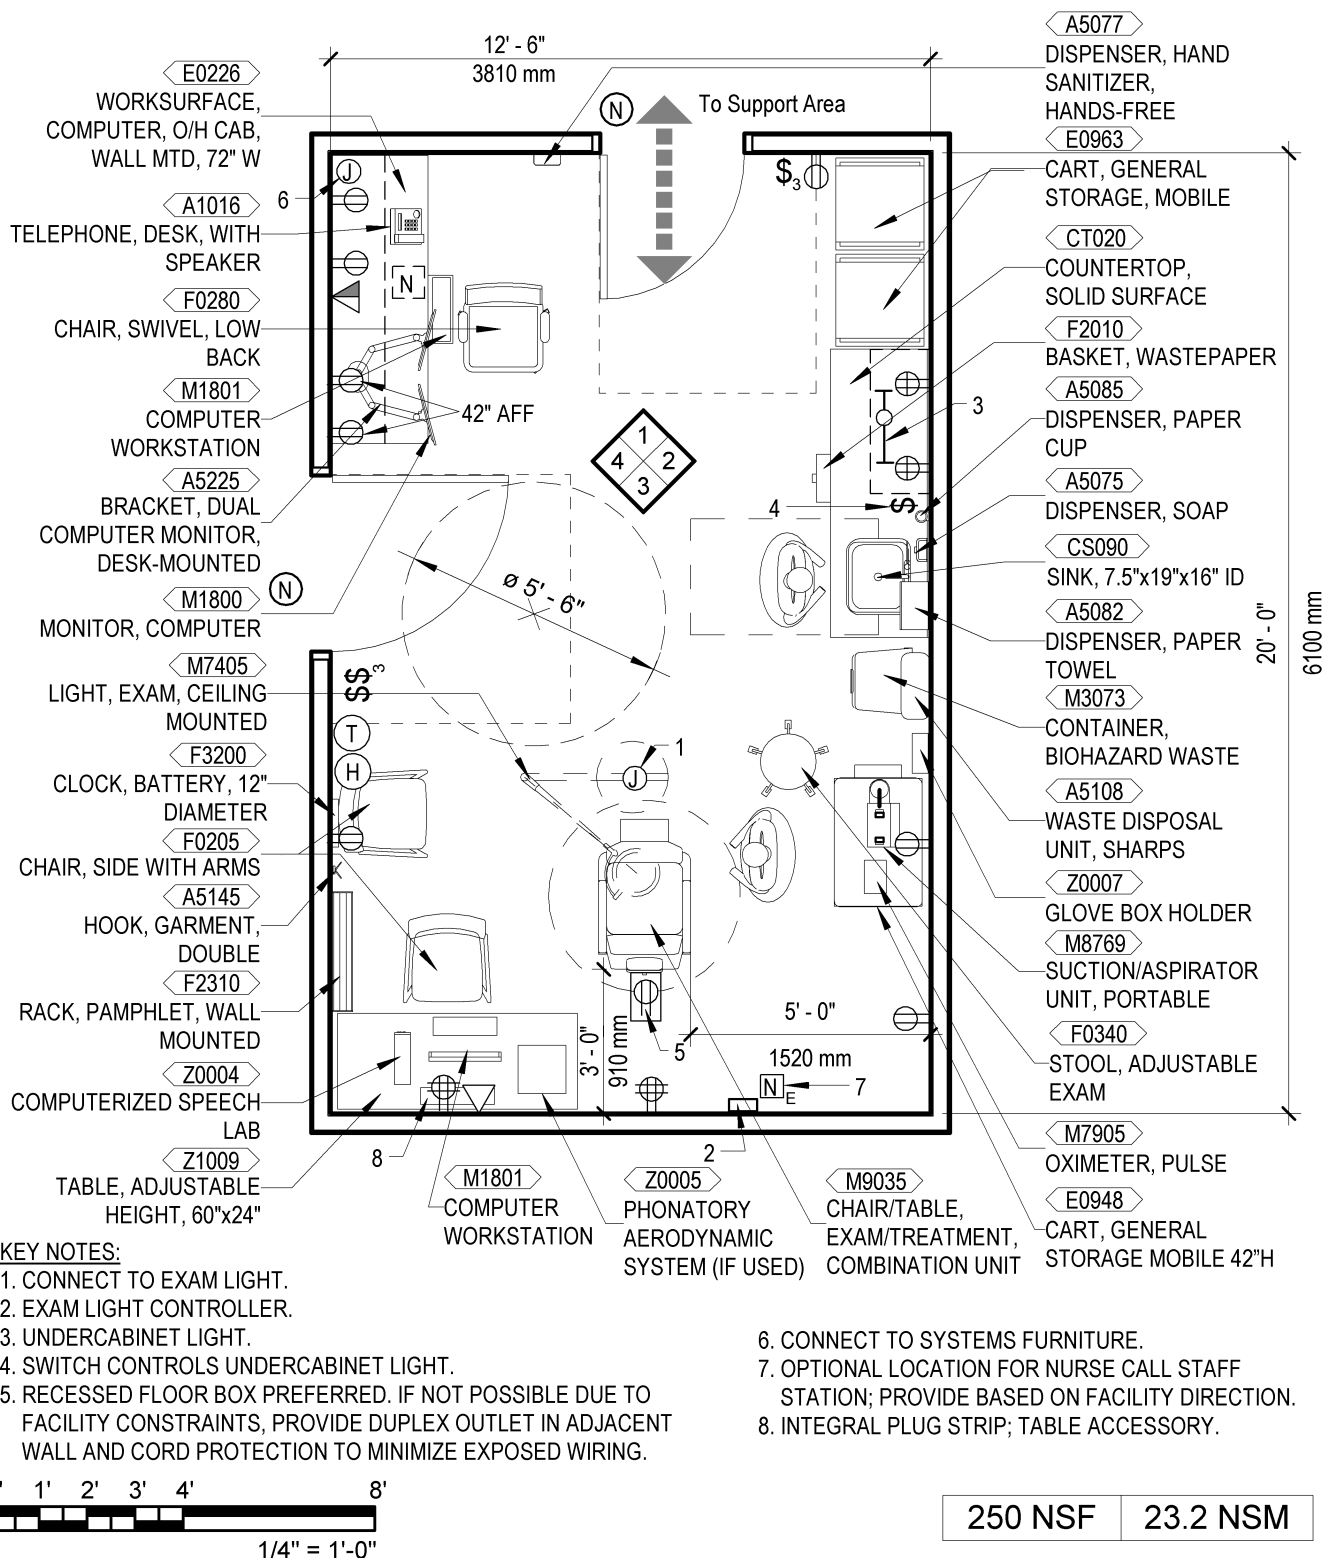 12' - 6"
3810 mm
To Support Area
N
E0226
WORKSURFACE,
COMPUTER, O/H CAB,
WALL MTD, 72" W
A1016
TELEPHONE, DESK, WITH
SPEAKER
F0280
CHAIR, SWIVEL, LOW
BACK
M1801
COMPUTER
WORKSTATION
A5225
BRACKET, DUAL
COMPUTER MONITOR,
DESK-MOUNTED
M1800
MONITOR, COMPUTER
M7405
LIGHT, EXAM, CEILING
MOUNTED
F3200
CLOCK, BATTERY, 12"
DIAMETER
F0205
CHAIR, SIDE WITH ARMS
A5145
HOOK, GARMENT,
DOUBLE
F2310
RACK, PAMPHLET, WALL
MOUNTED
Z0004
COMPUTERIZED SPEECH
LAB
Z1009
TABLE, ADJUSTABLE
HEIGHT, 60"x24"
J
6
N
42" AFF
N
$3
1
4 2
3
3
4
S
ø 5' - 6"
$$3
T
H
J
1
5' - 0"
1520 mm
3' - 0"
910 mm
5
N
E
7
8
2
20' - 0"
6100 mm
A5077
DISPENSER, HAND
SANITIZER,
HANDS-FREE
E0963
CART, GENERAL
STORAGE, MOBILE
CT020
COUNTERTOP,
SOLID SURFACE
F2010
BASKET, WASTEPAPER
A5085
DISPENSER, PAPER
CUP
A5075
DISPENSER, SOAP
CS090
SINK, 7.5"x19"x16" ID
A5082
DISPENSER, PAPER
TOWEL
M3073
CONTAINER,
BIOHAZARD WASTE
A5108
WASTE DISPOSAL
UNIT, SHARPS
Z0007
GLOVE BOX HOLDER
M8769
SUCTION/ASPIRATOR
UNIT, PORTABLE
F0340
STOOL, ADJUSTABLE
EXAM
M7905
OXIMETER, PULSE
E0948
CART, GENERAL
STORAGE MOBILE 42"H
M1801
COMPUTER
WORKSTATION
Z0005
PHONATORY
AERODYNAMIC
SYSTEM (IF USED)
M9035
CHAIR/TABLE,
EXAM/TREATMENT,
COMBINATION UNIT
KEY NOTES:
1. CONNECT TO EXAM LIGHT.
2. EXAM LIGHT CONTROLLER.
3. UNDERCABINET LIGHT.
4. SWITCH CONTROLS UNDERCABINET LIGHT.
5. RECESSED FLOOR BOX PREFERRED. IF NOT POSSIBLE DUE TO
FACILITY CONSTRAINTS, PROVIDE DUPLEX OUTLET IN ADJACENT
WALL AND CORD PROTECTION TO MINIMIZE EXPOSED WIRING.
6. CONNECT TO SYSTEMS FURNITURE.
7. OPTIONAL LOCATION FOR NURSE CALL STAFF
STATION; PROVIDE BASED ON FACILITY DIRECTION.
8. INTEGRAL PLUG STRIP; TABLE ACCESSORY.
1' 2' 3' 4' 8'
1/4" = 1'-0"
250 NSF 23.2 NSM